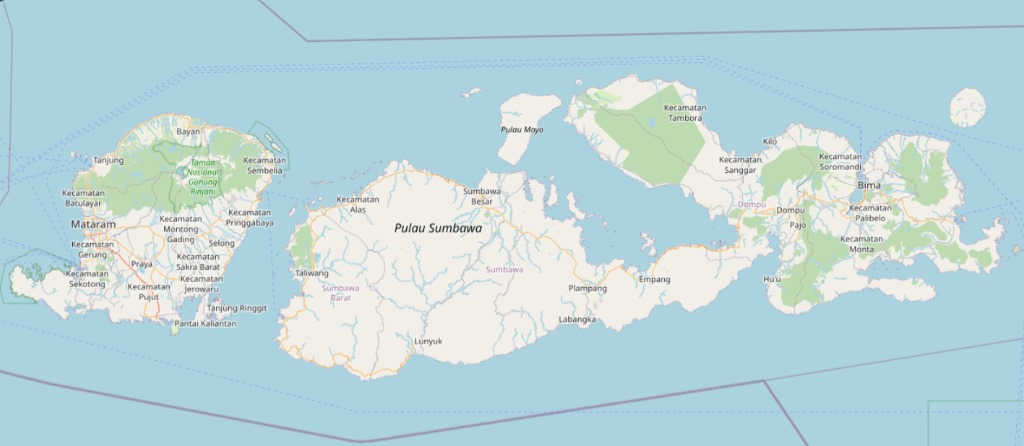 Bayan
Tanjung
Taman
Nasional
Gunung
Rinjani
Kecamatan
Sembelia
Kecamatan
Batulayar
Mataram
Kecamatan
Gerung
Kecamatan
Montong
Gading
Kecamatan
Pringgabaya
Selong
Praya
Kecamatan
Sakra Barat
Kecamatan
Sekotong
Kecamatan
Jerowaru
Kecamatan
Pujut
Tanjung Ringgit
Pantai Kaliantan
Kecamatan
Alas
Sumbawa
Besar
Pulau Moyo
Pulau Sumbawa
Taliwang
Sumbawa
Barat
Sumbawa
Lunyuk
Plampang
Labangka
Empang
Kecamatan
Tambora
Kecamatan
Sanggar
Kilo
Kecamatan
Soromandi
Bima
Dompu
Dompu
Pajo
Kecamatan
Palibelo
Kecamatan
Monta
Hu'u